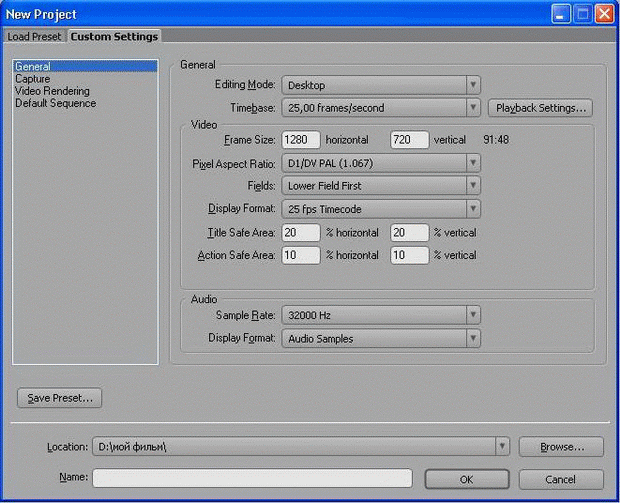 New Project
Load Preset Custom Settings
General
Capture
Video Rendering
Default Sequence
General
Editing Mode: Desktop
Timebase: 25,00 frames/second Playback Settings...
Video
Frame Size: 1280 horizontal 720 vertical 91:48
Pixel Aspect Ratio: D1/DV PAL (1.067)
Fields: Lower Field First
Display Format: 25 fps Timecode
Title Safe Area: 20 % horizontal 20 % vertical
Action Safe Area: 10 % horizontal 10 % vertical
Audio
Sample Rate: 32000 Hz
Display Format: Audio Samples
Save Preset...
Location: D:\мой фильм\ Browse...
Name: OK Cancel